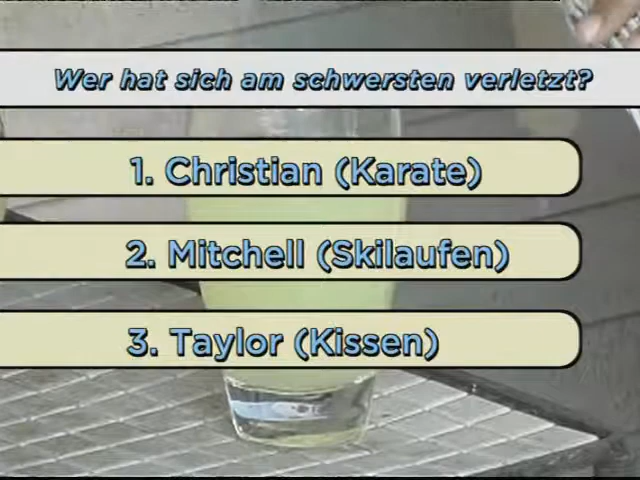 Wer hat sich am schwersten verletzt?
1. Christian (Karate)
2. Mitchell (Skilaufen)
3. Taylor (Kissen)